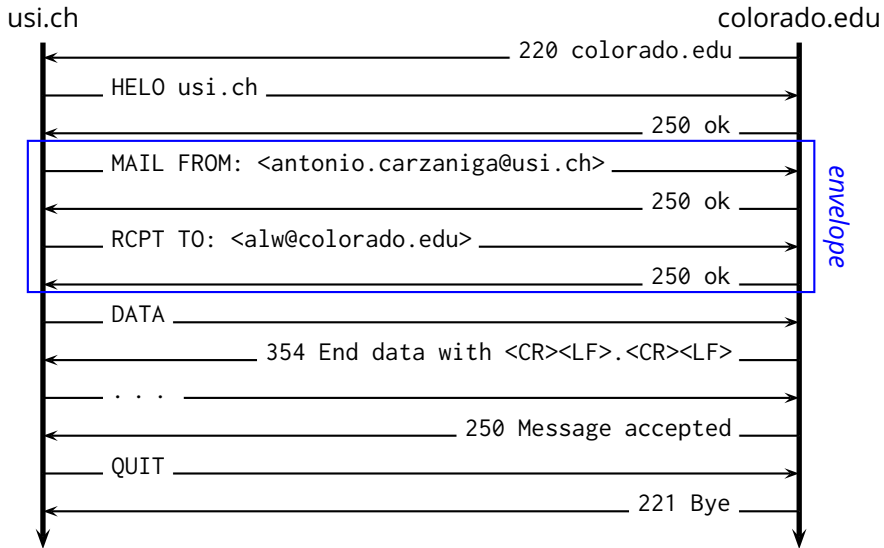 usi.ch
colorado.edu
220 colorado.edu
HELO usi.ch
250 ok
MAIL FROM: <antonio.carzaniga@usi.ch>
250 ok
RCPT TO: <alw@colorado.edu>
250 ok
envelope
DATA
354 End data with <CR><LF>.<CR><LF>
. . .
250 Message accepted
QUIT
221 Bye